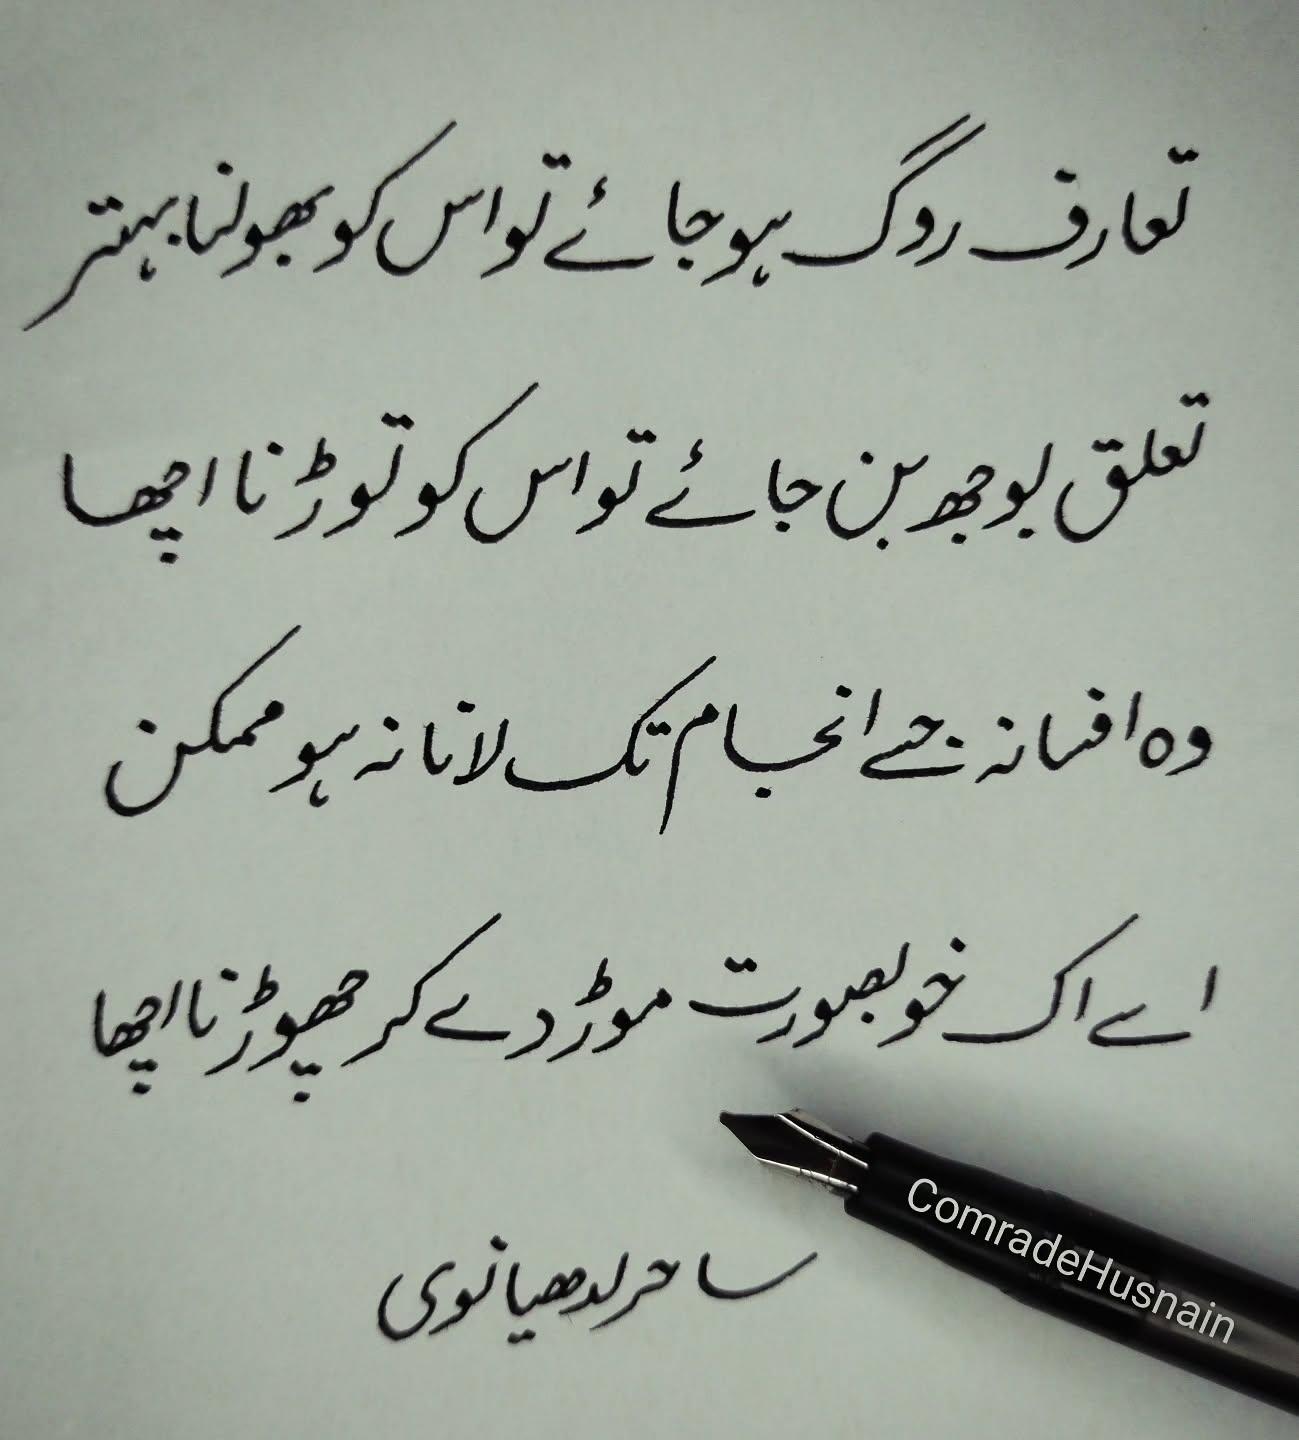 تعارف روگ ہو جائے تو اس کو بھولنا بہتر
تعلق بوجھ بن جائے تو اس کو توڑنا اچھا
وہ افسانہ جسے انجام تک لانا نہ ہو ممکن
اسے اک خوبصورت موڑ دے کر چھوڑنا اچھا
ساحر لدھیانوی
ComradeHusnain